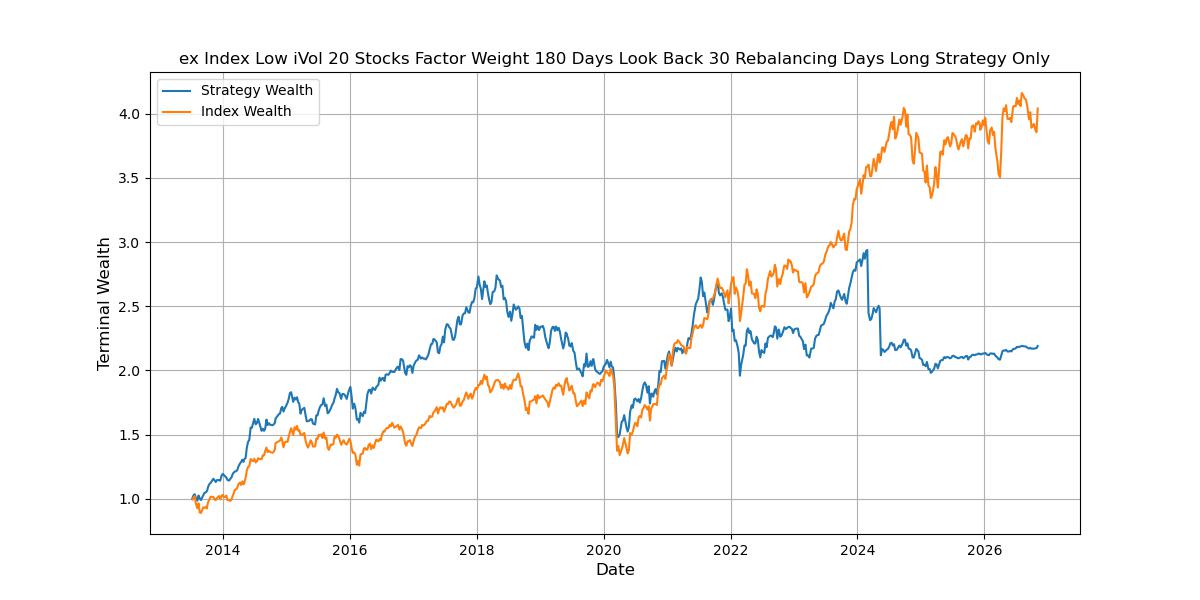 ex Index Low iVol 20 Stocks Factor Weight 180 Days Look Back 30 Rebalancing Days Long Strategy Only
Strategy Wealth
Index Wealth
Terminal Wealth
4.0
3.5
3.0
2.5
2.0
1.5
1.0
2014 2016 2018 2020 2022 2024 2026
Date